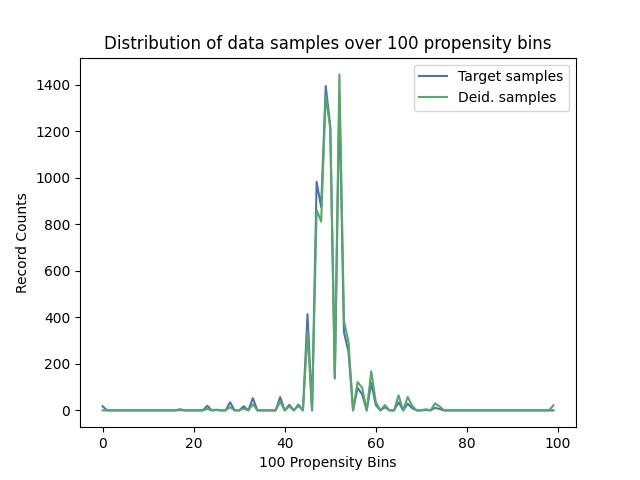 Distribution of data samples over 100 propensity bins
Target samples
Deid. samples
Record Counts
1400
1200
1000
800
600
400
200
0
0 20 40 60 80 100
100 Propensity Bins